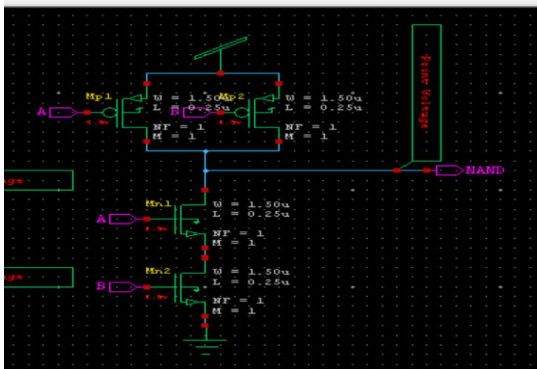 Mp1
W = 1.50u
L = 0.25u
NF = 1
M = 1
A
Mp2
W = 1.50u
L = 0.25u
NF = 1
M = 1
B
Print Voltage
NAND
Mn1
W = 1.50u
L = 0.25u
NF = 1
M = 1
A
Mn2
W = 1.50u
L = 0.25u
NF = 1
M = 1
B